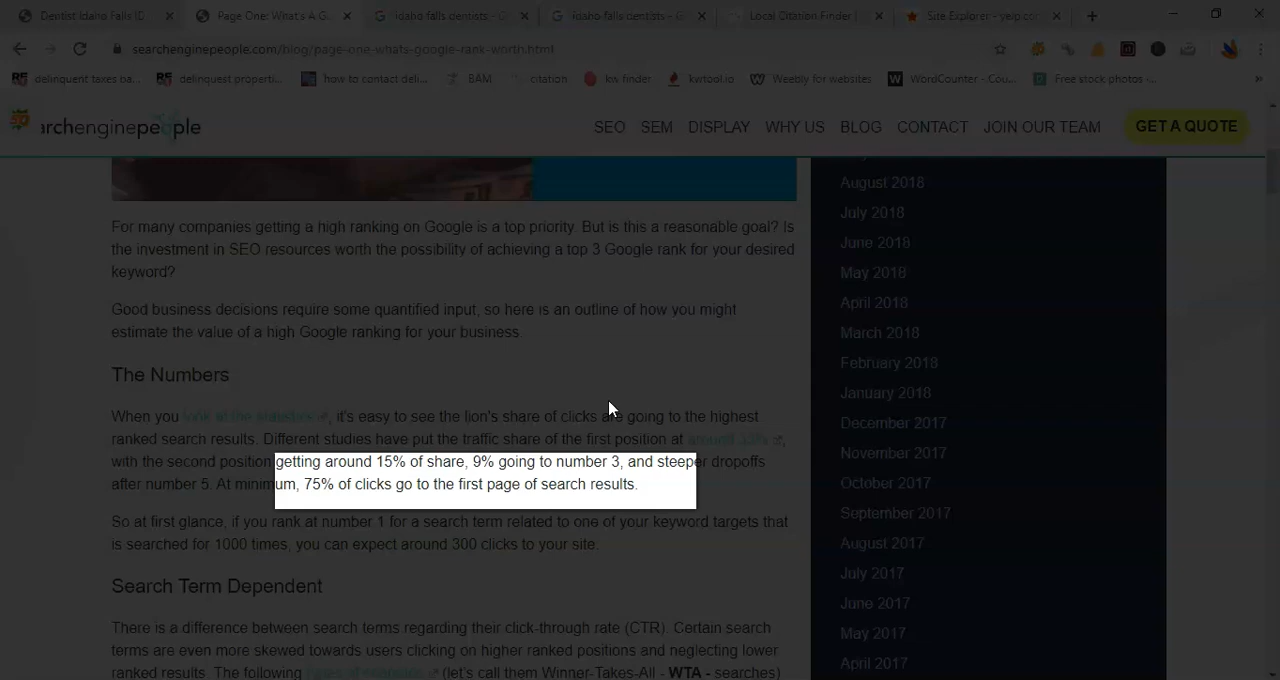 Dentist Idaho Falls ID
Page One: What's A G
idaho falls dentists - G
idaho falls dentists - G
Local Citation Finder |
Site Explorer - yelp.co
searchenginepeople.com/blog/page-one-whats-google-rank-worth.html
delinquent taxes ba...
delinquest properti...
how to contact deli...
BAM
citation
kw finder
kwtool.io
Weebly for websites
WordCounter - Cou...
Free stock photos -...
archenginepeople
SEO SEM DISPLAY WHY US BLOG CONTACT JOIN OUR TEAM GET A QUOTE
For many companies getting a high ranking on Google is a top priority. But is this a reasonable goal? Is
the investment in SEO resources worth the possibility of achieving a top 3 Google rank for your desired
keyword?
Good business decisions require some quantified input, so here is an outline of how you might
estimate the value of a high Google ranking for your business.
The Numbers
When you look at the statistics, it's easy to see the lion's share of clicks are going to the highest
ranked search results. Different studies have put the traffic share of the first position at around 33%,
with the second position getting around 15% of share, 9% going to number 3, and steeper dropoffs
after number 5. At minimum, 75% of clicks go to the first page of search results.
So at first glance, if you rank at number 1 for a search term related to one of your keyword targets that
is searched for 1000 times, you can expect around 300 clicks to your site.
Search Term Dependent
There is a difference between search terms regarding their click-through rate (CTR). Certain search
terms are even more skewed towards users clicking on higher ranked positions and neglecting lower
ranked results. The following (let's call them Winner-Takes-All - WTA - searches)
August 2018
July 2018
June 2018
May 2018
April 2018
March 2018
February 2018
January 2018
December 2017
November 2017
October 2017
September 2017
August 2017
July 2017
June 2017
May 2017
April 2017